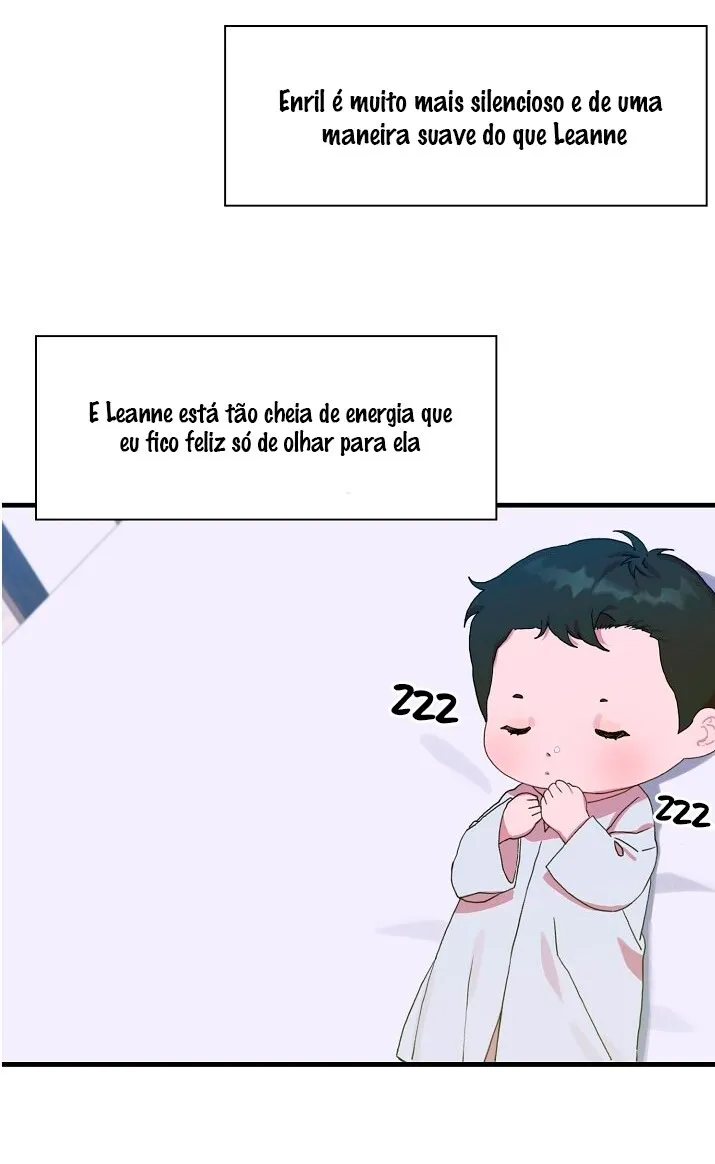 Enril é muito mais silencioso e de uma
maneira suave do que Leanne
E Leanne está tão cheia de energia que
eu fico feliz só de olhar para ela
ZZZ
ZZZ